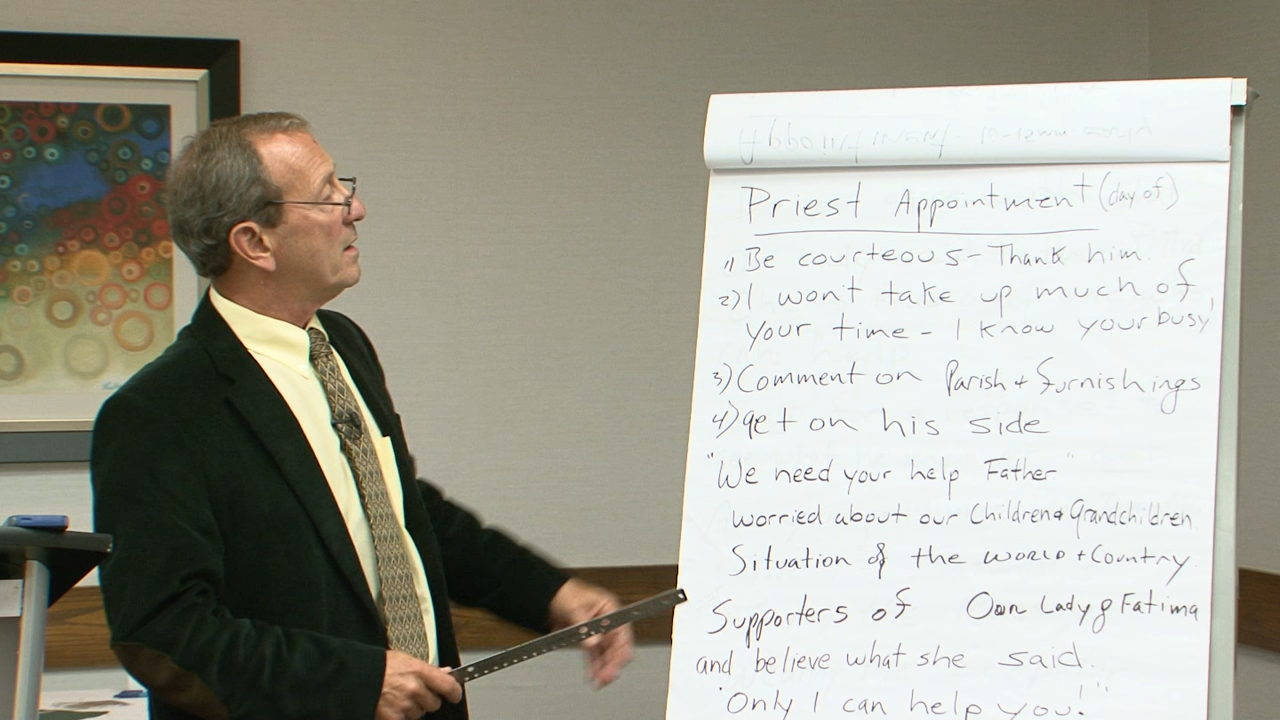 Priest Appointment (day of)
1) Be courteous - Thank him.
2) I won't take up much of
your time - I know your busy
3) Comment on Parish + furnishings
4) get on his side
"We need your help Father"
worried about our Children & Grandchildren
Situation of the world + Country.
Supporters of Our Lady of Fatima
and believe what she said.
"Only I can help you!"